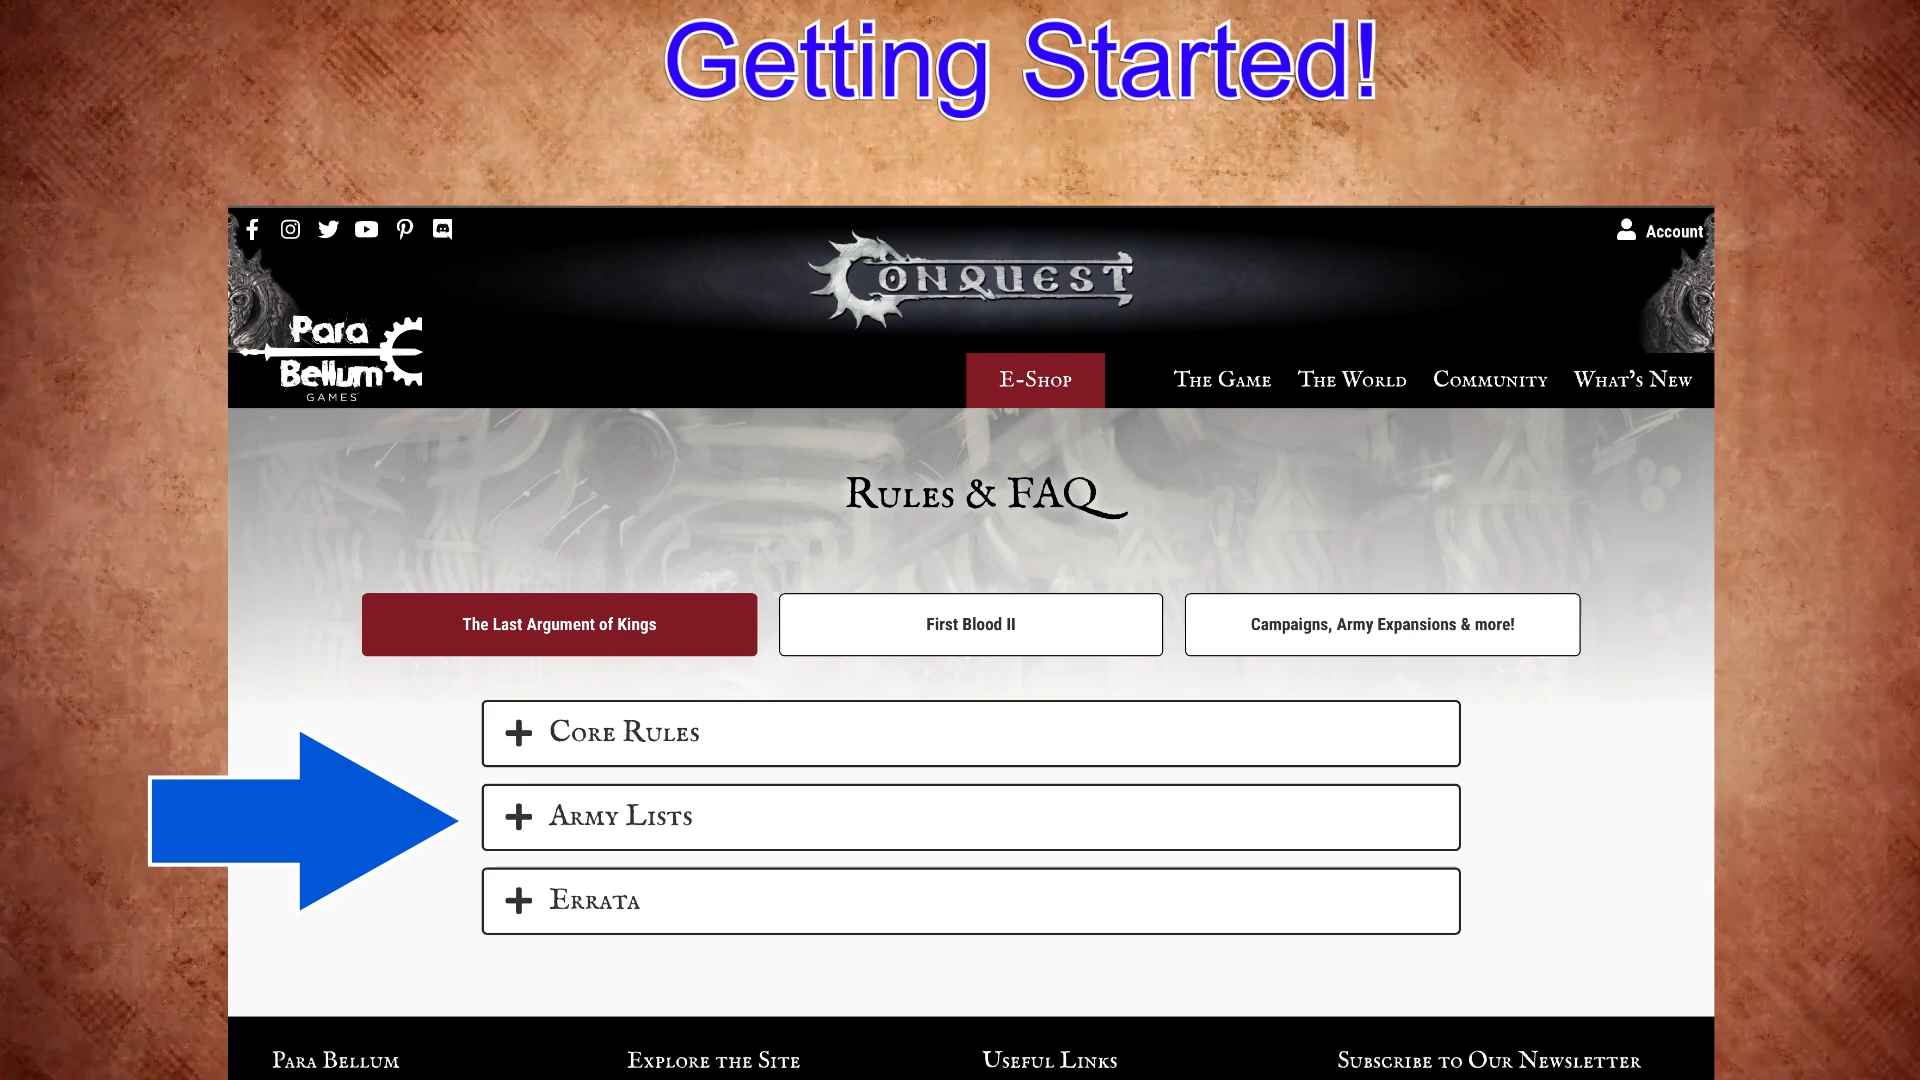 Getting Started!
Account
CONQUEST
Para
Bellum
GAMES
E-Shop
The Game
The World
Community
What's New
Rules & FAQ
The Last Argument of Kings
First Blood II
Campaigns, Army Expansions & more!
Core Rules
Army Lists
Errata
Para Bellum
Explore the Site
Useful Links
Subscribe to Our Newsletter